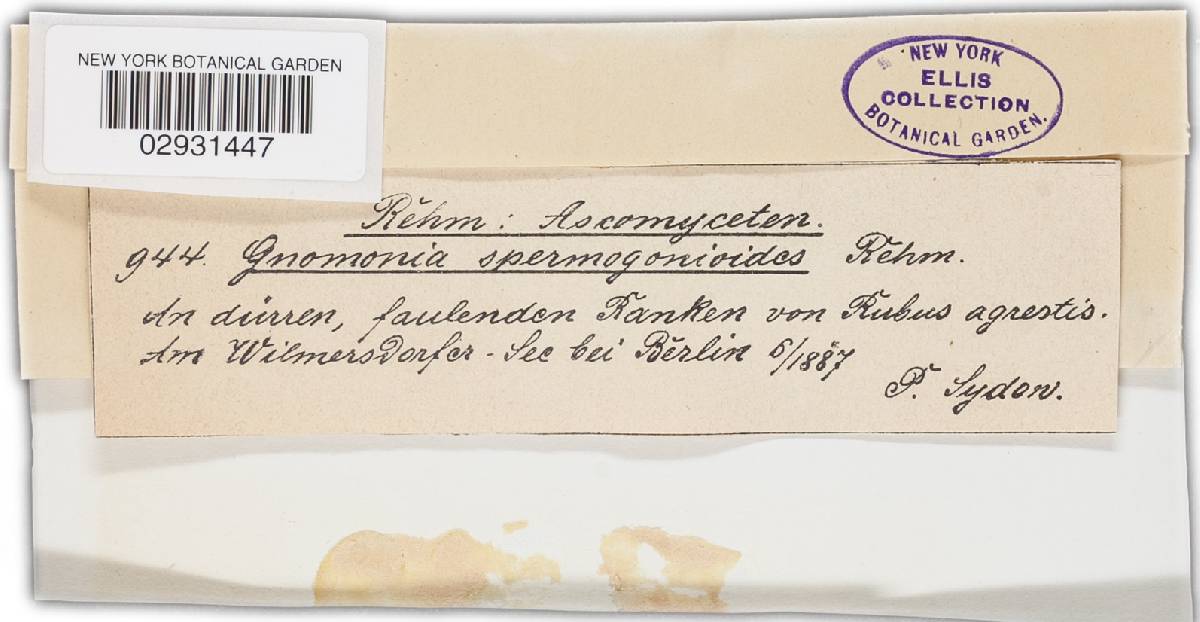 NEW YORK BOTANICAL GARDEN
02931447
NEW YORK
ELLIS
COLLECTION
BOTANICAL GARDEN.
Rehm: Ascomyceten.
944. Gnomonia spermogonioides Rehm.
An dürren, faulenden Ranken von Rubus agrestis.
Am Wilmersdorfer-See bei Berlin 6/1887
P. Sydow.